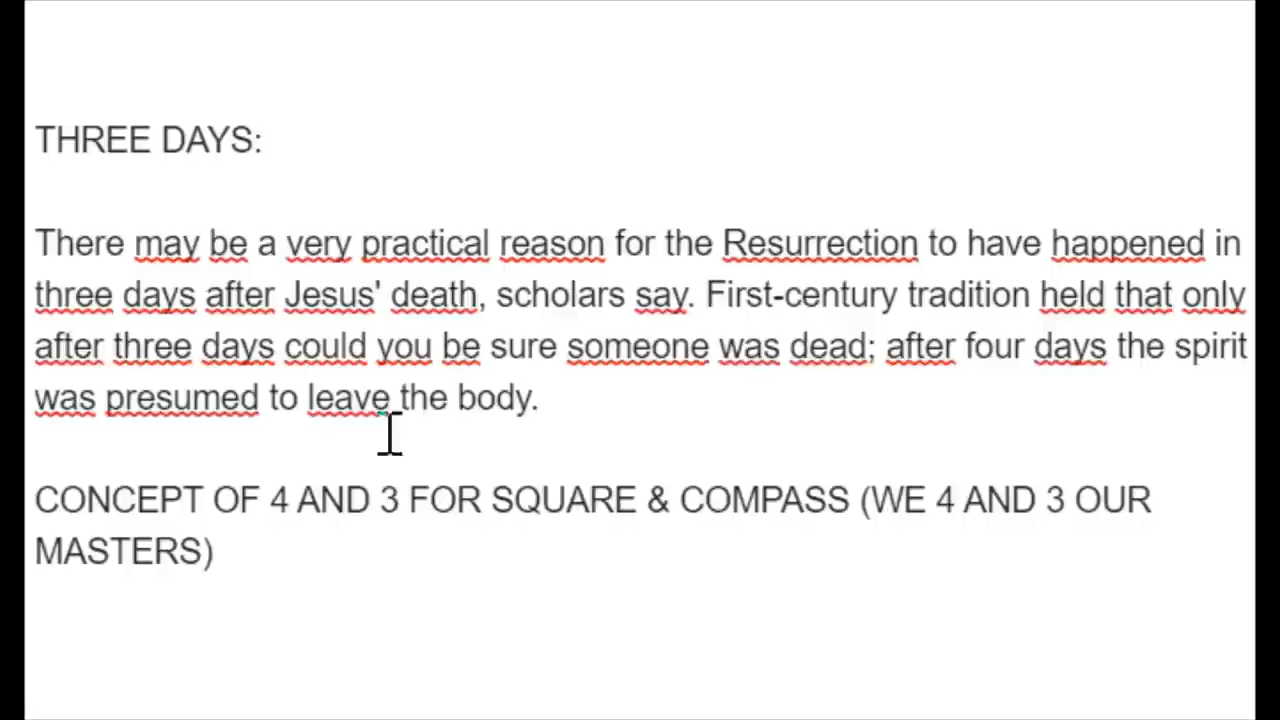 THREE DAYS:
There may be a very practical reason for the Resurrection to have happened in
three days after Jesus' death, scholars say. First-century tradition held that only
after three days could you be sure someone was dead; after four days the spirit
was presumed to leave the body.
CONCEPT OF 4 AND 3 FOR SQUARE & COMPASS (WE 4 AND 3 OUR
MASTERS)